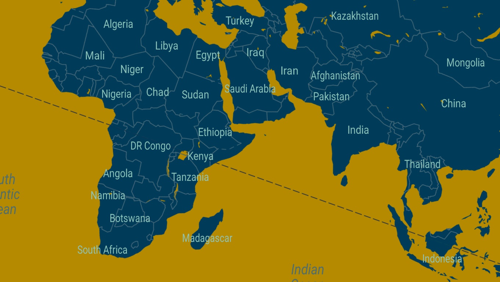 Kazakhstan
Turkey
Algeria
Libya
Iraq
Egypt
Mali
Mongolia
Niger
Iran
Afghanistan
Nigeria
Chad
Sudan
Saudi Arabia
Pakistan
China
Ethiopia
India
DR Congo
Kenya
Thailand
Angola
Tanzania
uth
ntic
ean
Namibia
Botswana
Madagascar
South Africa
Indonesia
Indian